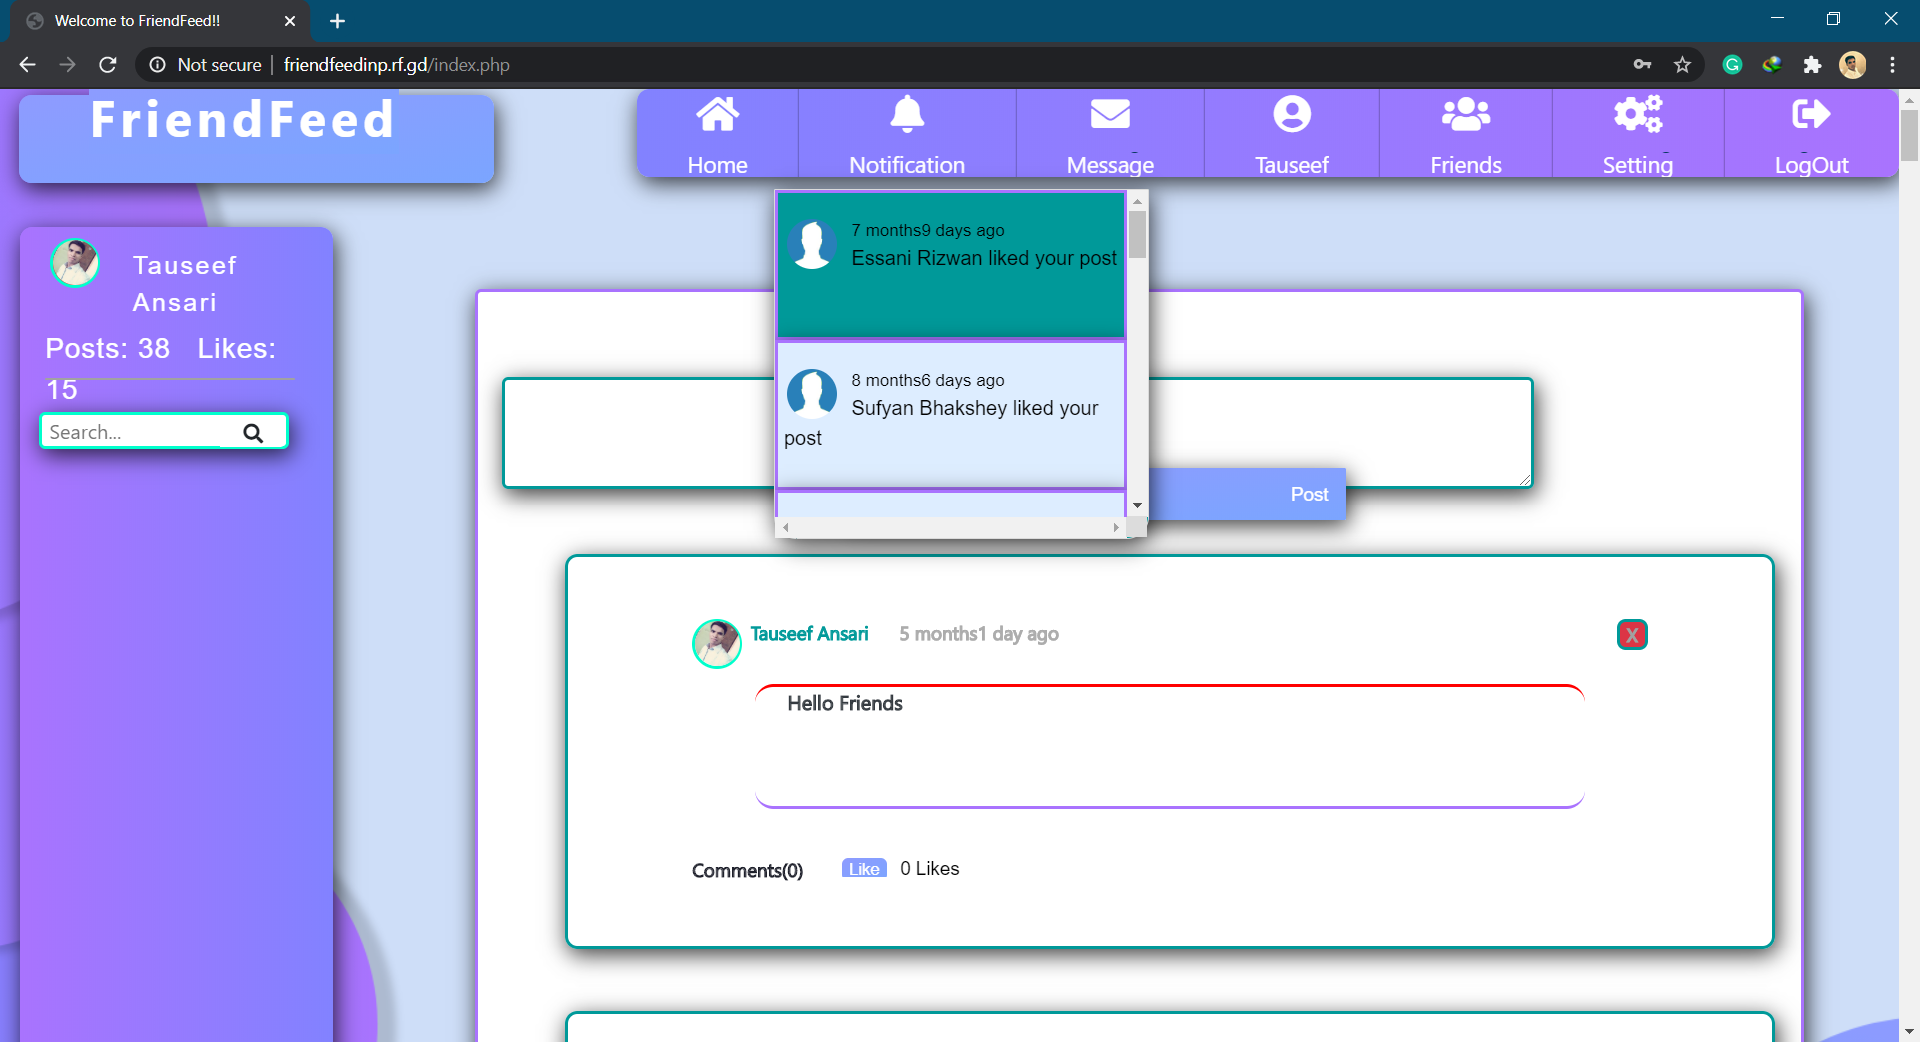 Welcome to FriendFeed!!
Not secure | friendfeedinp.rf.gd/index.php
FriendFeed
Home
Notification
Message
Tauseef
Friends
Setting
LogOut
Tauseef
Ansari
Posts: 38 Likes:
15
Search...
7 months9 days ago
Essani Rizwan liked your post
8 months6 days ago
Sufyan Bhakshey liked your
post
Post
Tauseef Ansari 5 months1 day ago
X
Hello Friends
Comments(0) Like 0 Likes